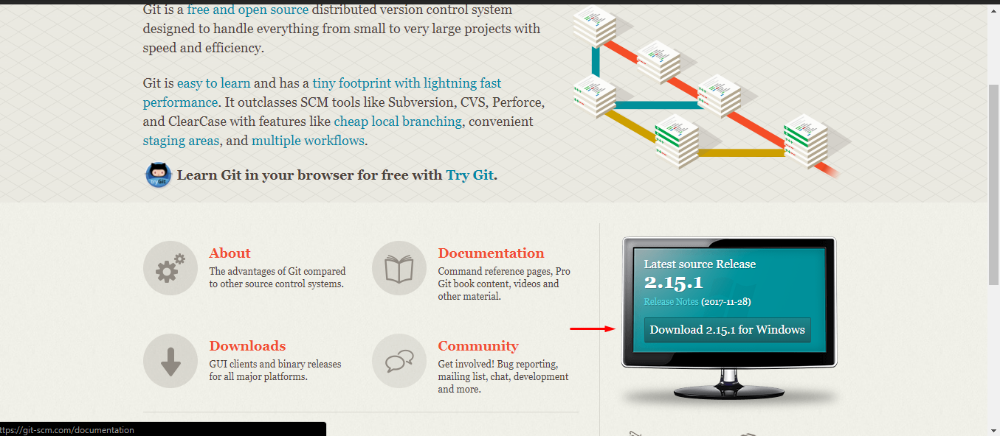 Git is a free and open source distributed version control system
designed to handle everything from small to very large projects with
speed and efficiency.
Git is easy to learn and has a tiny footprint with lightning fast
performance. It outclasses SCM tools like Subversion, CVS, Perforce,
and ClearCase with features like cheap local branching, convenient
staging areas, and multiple workflows.
Learn Git in your browser for free with Try Git.
About
The advantages of Git compared
to other source control systems.
Documentation
Command reference pages, Pro
Git book content, videos and
other material.
Downloads
GUI clients and binary releases
for all major platforms.
Community
Get involved! Bug reporting,
mailing list, chat, development
and more.
Latest source Release
2.15.1
Release Notes (2017-11-28)
Download 2.15.1 for Windows
ttps://git-scm.com/documentation